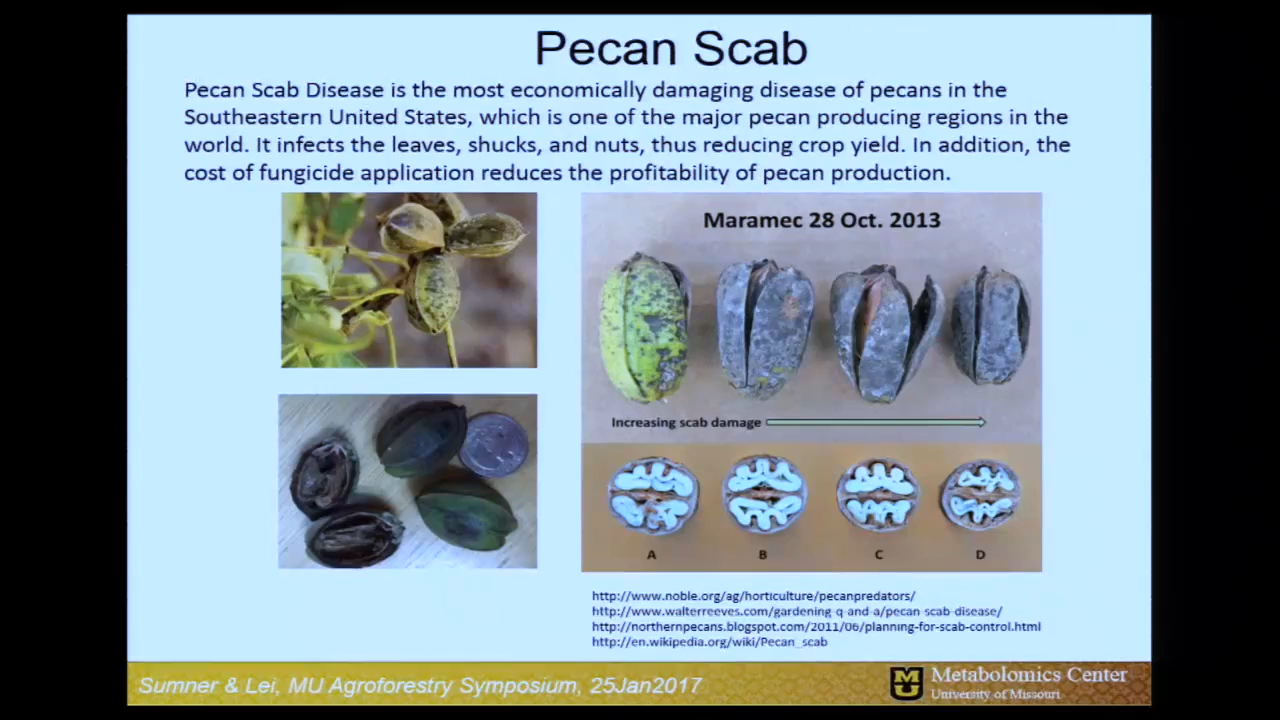 Pecan Scab
Pecan Scab Disease is the most economically damaging disease of pecans in the
Southeastern United States, which is one of the major pecan producing regions in the
world. It infects the leaves, shucks, and nuts, thus reducing crop yield. In addition, the
cost of fungicide application reduces the profitability of pecan production.
Maramec 28 Oct. 2013
Increasing scab damage
A B C D
http://www.noble.org/ag/horticulture/pecanpredators/
http://www.walterreeves.com/gardening-q-and-a/pecan-scab-disease/
http://northernpecans.blogspot.com/2011/06/planning-for-scab-control.html
http://en.wikipedia.org/wiki/Pecan_scab
Sumner & Lei, MU Agroforestry Symposium, 25Jan2017
MU
Metabolomics Center
University of Missouri